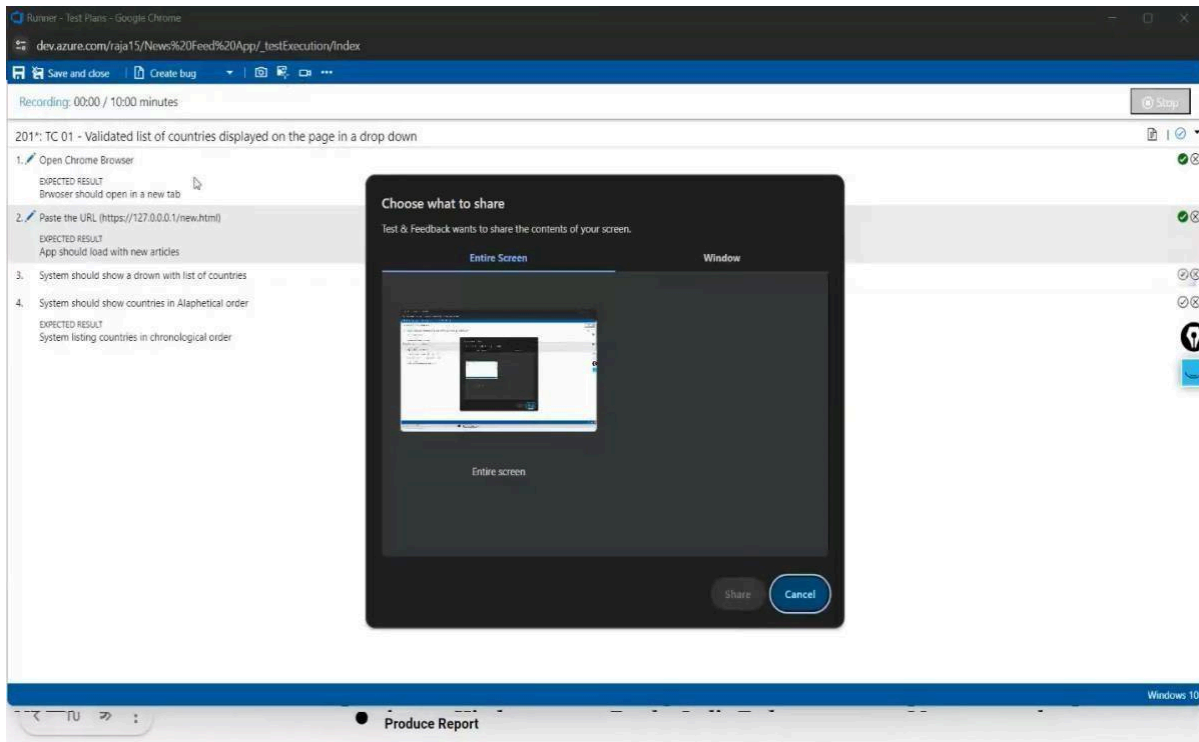 Runner - Test Plans - Google Chrome
dev.azure.com/raja15/News%20Feed%20App/_testExecution/Index
Save and close Create bug
Recording: 00:00 / 10:00 minutes
Stop
201*: TC 01 - Validated list of countries displayed on the page in a drop down
1. Open Chrome Browser
EXPECTED RESULT
Brwoser should open in a new tab
2. Paste the URL (https://127.0.0.1/new.html)
EXPECTED RESULT
App should load with new articles
3. System should show a drown with list of countries
4. System should show countries in Alaphetical order
EXPECTED RESULT
System listing countries in chronological order
Choose what to share
Test & Feedback wants to share the contents of your screen.
Entire Screen Window
Entire screen
Share Cancel
Windows 10
Produce Report